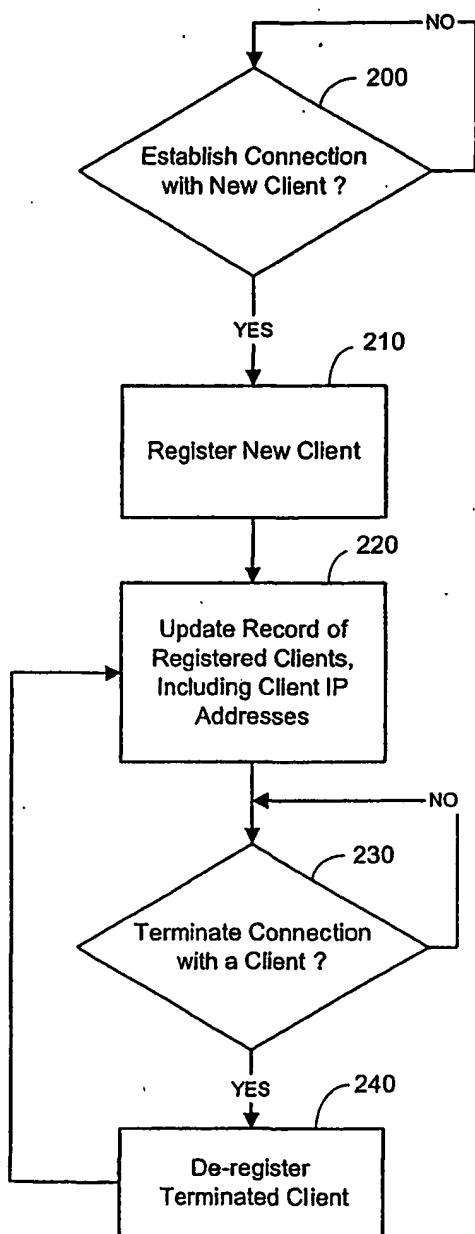 NO
200
Establish Connection
with New Client ?
YES
210
Register New Client
220
Update Record of
Registered Clients,
Including Client IP
Addresses
NO
230
Terminate Connection
with a Client ?
YES
240
De-register
Terminated Client